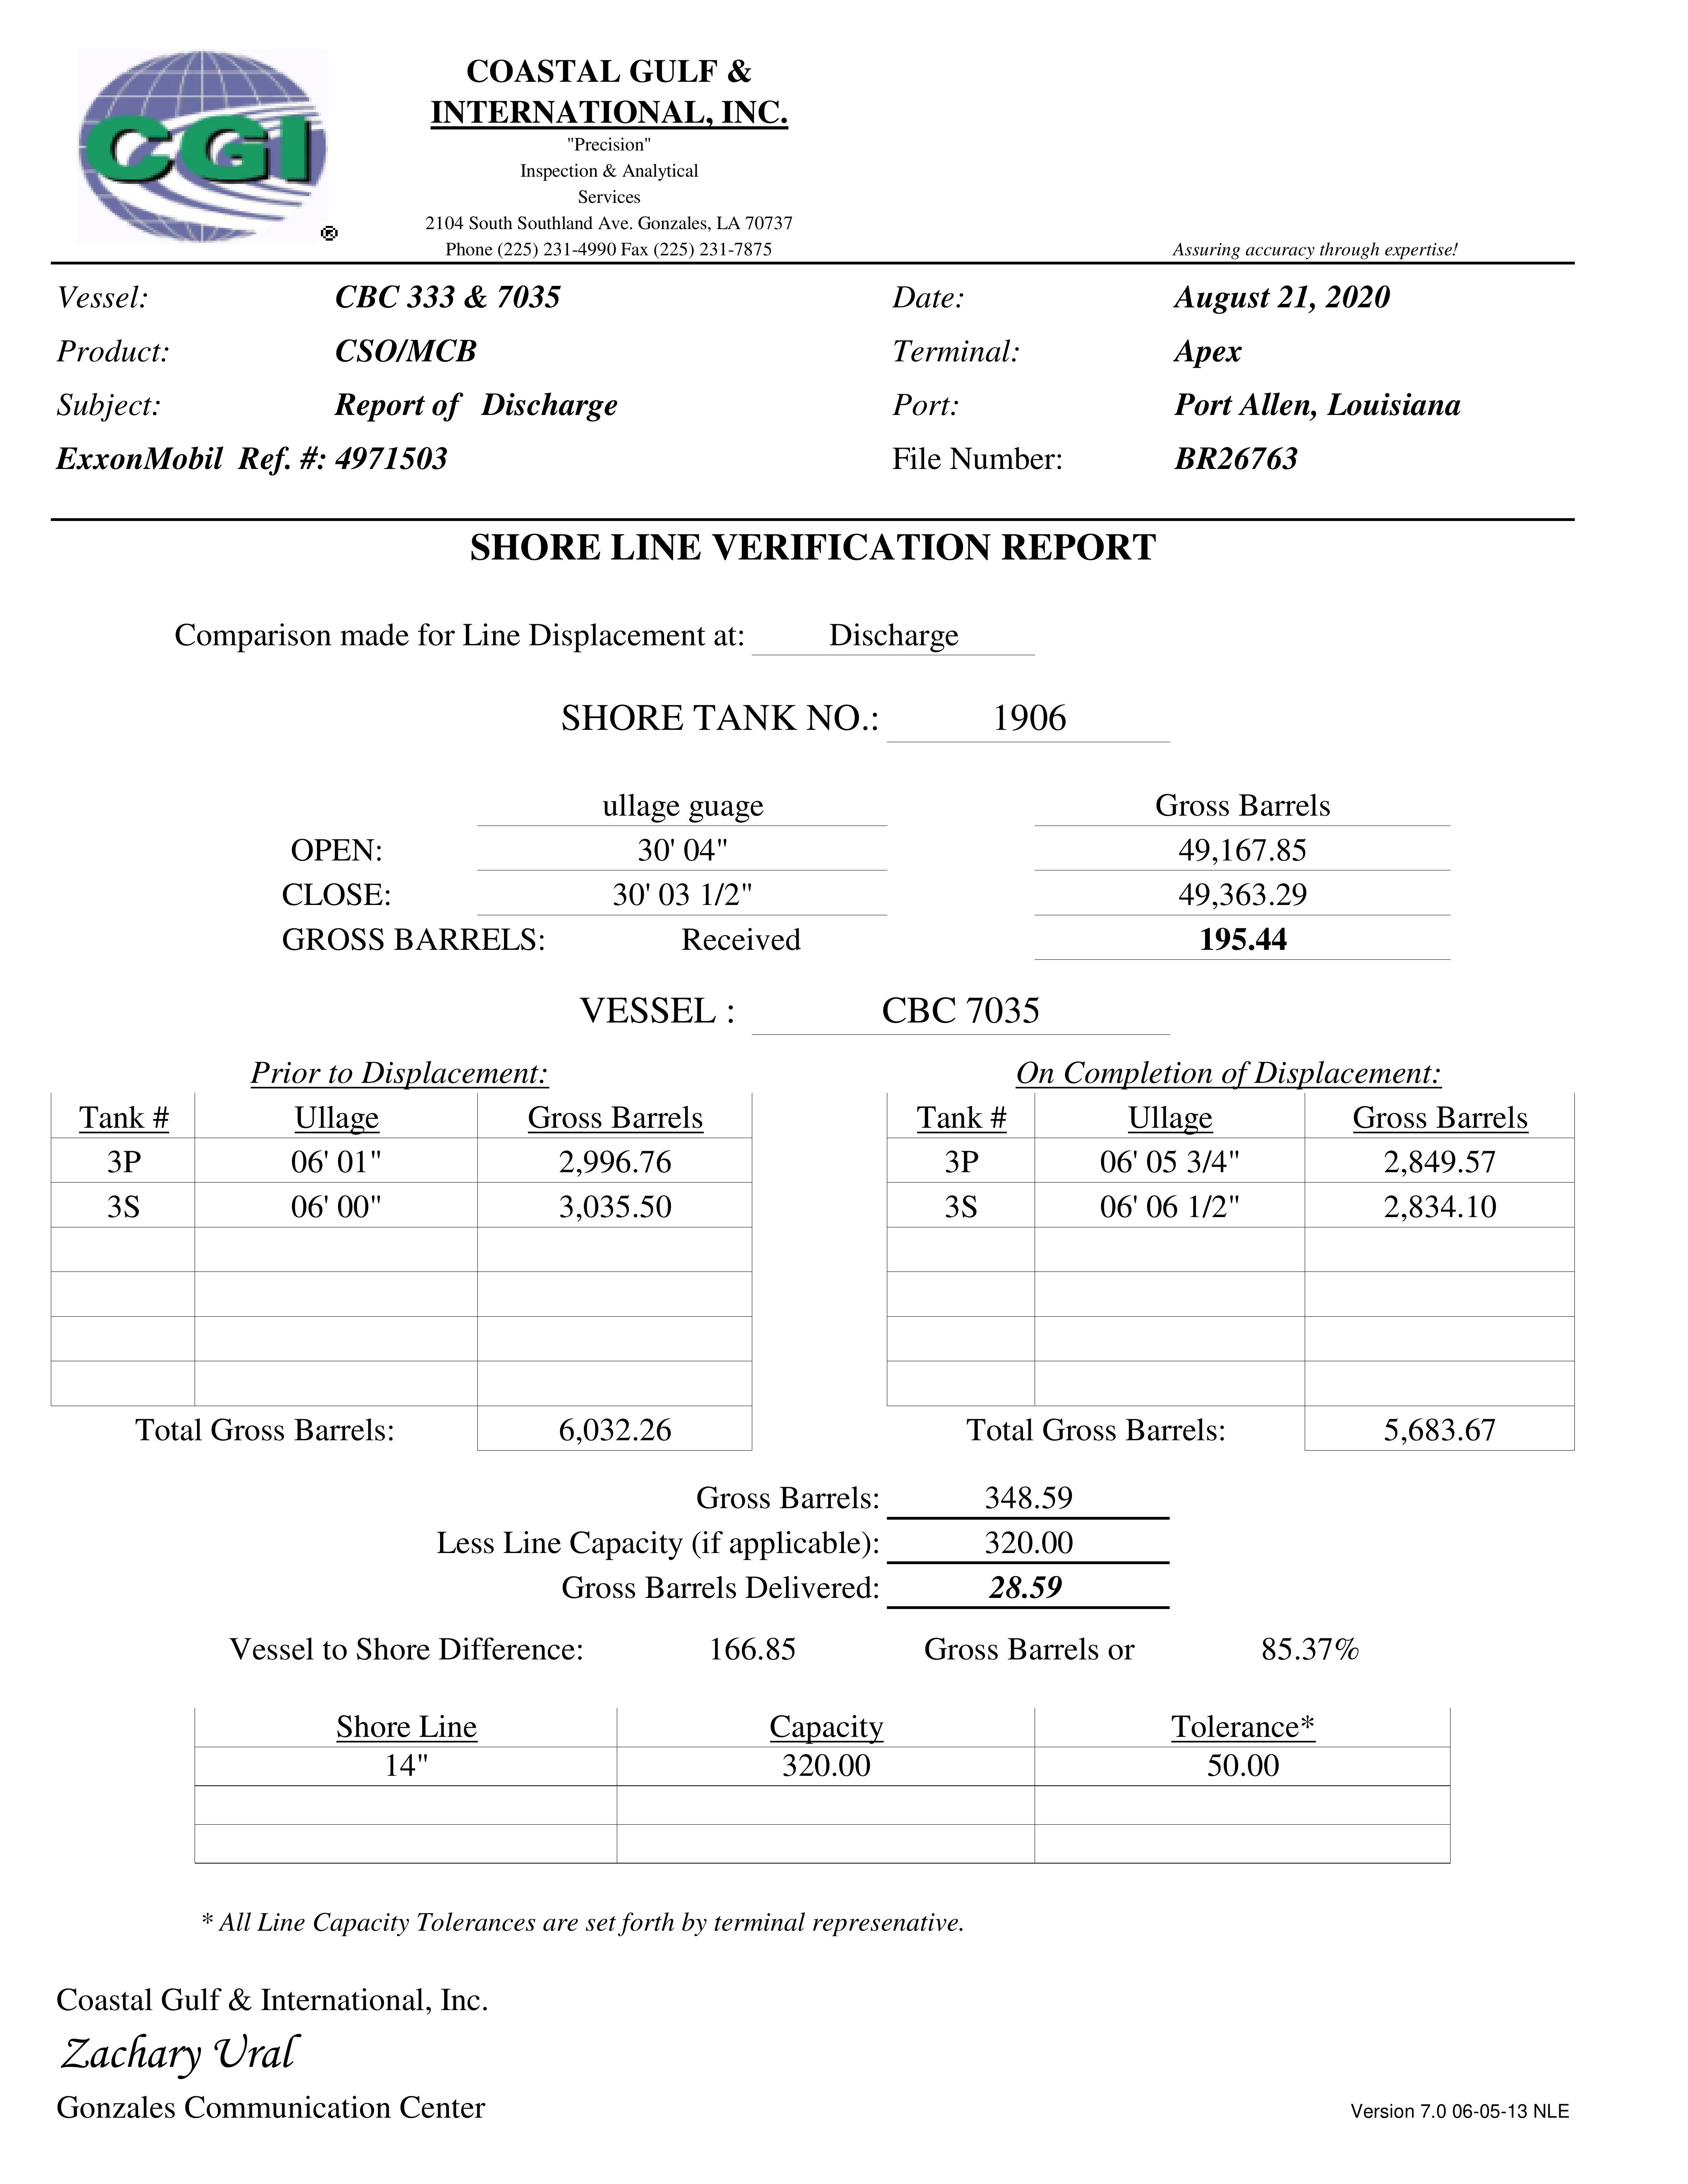 CGI ®
COASTAL GULF &
INTERNATIONAL, INC.
"Precision"
Inspection & Analytical
Services
2104 South Southland Ave. Gonzales, LA 70737
Phone (225) 231-4990 Fax (225) 231-7875
Assuring accuracy through expertise!
Vessel: CBC 333 & 7035 Date: August 21, 2020
Product: CSO/MCB Terminal: Apex
Subject: Report of Discharge Port: Port Allen, Louisiana
ExxonMobil Ref. #: 4971503 File Number: BR26763
SHORE LINE VERIFICATION REPORT
Comparison made for Line Displacement at: Discharge
SHORE TANK NO.: 1906
ullage guage Gross Barrels
OPEN: 30' 04" 49,167.85
CLOSE: 30' 03 1/2" 49,363.29
GROSS BARRELS: Received 195.44
VESSEL : CBC 7035
Prior to Displacement: On Completion of Displacement:
Tank # Ullage Gross Barrels Tank # Ullage Gross Barrels
3P 06' 01" 2,996.76 3P 06' 05 3/4" 2,849.57
3S 06' 00" 3,035.50 3S 06' 06 1/2" 2,834.10
Total Gross Barrels: 6,032.26 Total Gross Barrels: 5,683.67
Gross Barrels: 348.59
Less Line Capacity (if applicable): 320.00
Gross Barrels Delivered: 28.59
Vessel to Shore Difference: 166.85 Gross Barrels or 85.37%
Shore Line Capacity Tolerance*
14" 320.00 50.00
* All Line Capacity Tolerances are set forth by terminal represenative.
Coastal Gulf & International, Inc.
Zachary Ural
Gonzales Communication Center
Version 7.0 06-05-13 NLE